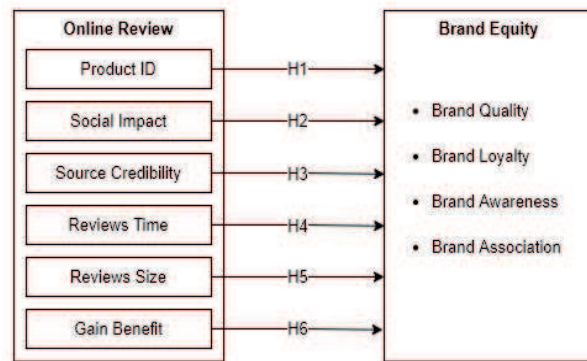 Online Review
Product ID
Social Impact
Source Credibility
Reviews Time
Reviews Size
Gain Benefit
H1
H2
H3
H4
H5
H6
Brand Equity
• Brand Quality
• Brand Loyalty
• Brand Awareness
• Brand Association